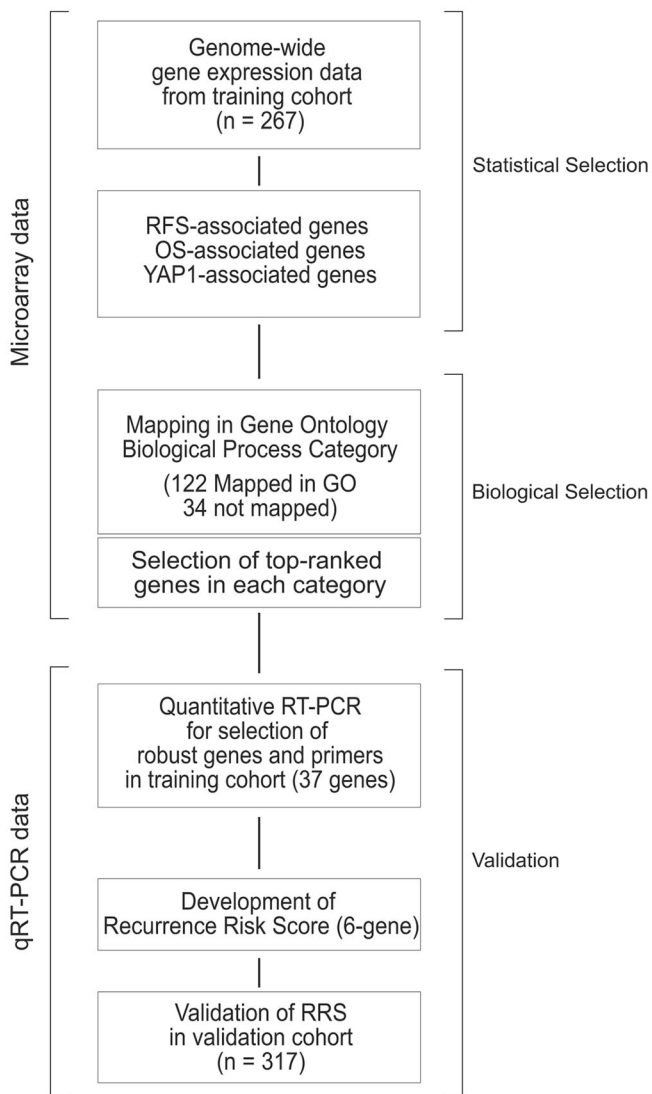 Genome-wide
gene expression data
from training cohort
(n = 267)
Statistical Selection
RFS-associated genes
OS-associated genes
YAP1-associated genes
Microarray data
Mapping in Gene Ontology
Biological Process Category
(122 Mapped in GO
34 not mapped)
Biological Selection
Selection of top-ranked
genes in each category
Quantitative RT-PCR
for selection of
robust genes and primers
in training cohort (37 genes)
qRT-PCR data
Validation
Development of
Recurrence Risk Score (6-gene)
Validation of RRS
in validation cohort
(n = 317)